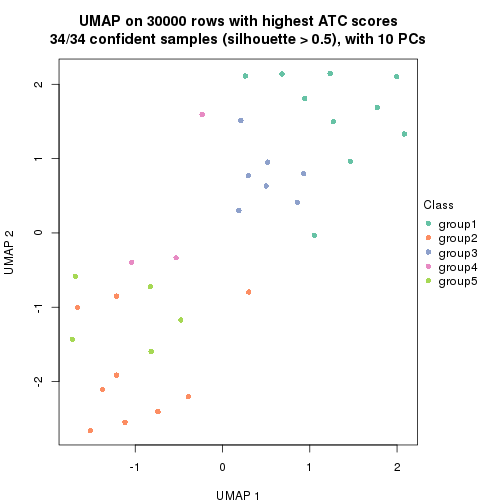 UMAP on 30000 rows with highest ATC scores
34/34 confident samples (silhouette > 0.5), with 10 PCs
2
1
0
-1
-2
UMAP 2
-1
0
1
2
UMAP 1
Class
group1
group2
group3
group4
group5